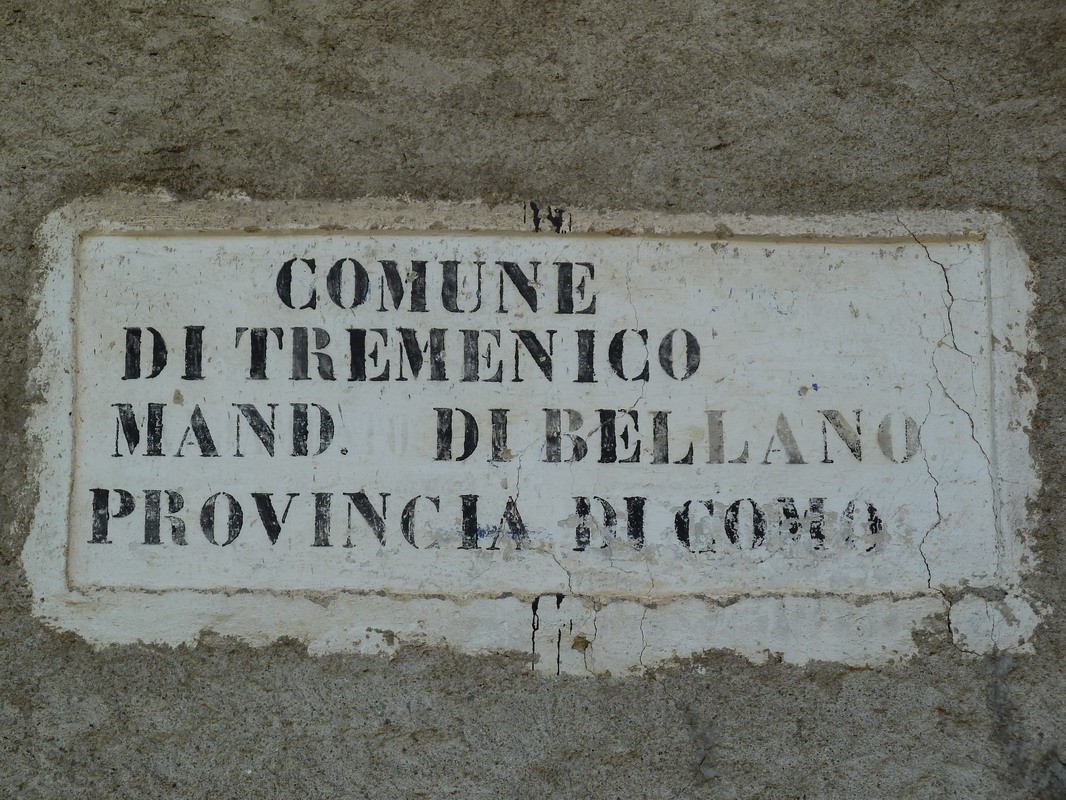 COMUNE
DI TREMENICO
MAND. DI BELLANO
PROVINCIA DI COMO